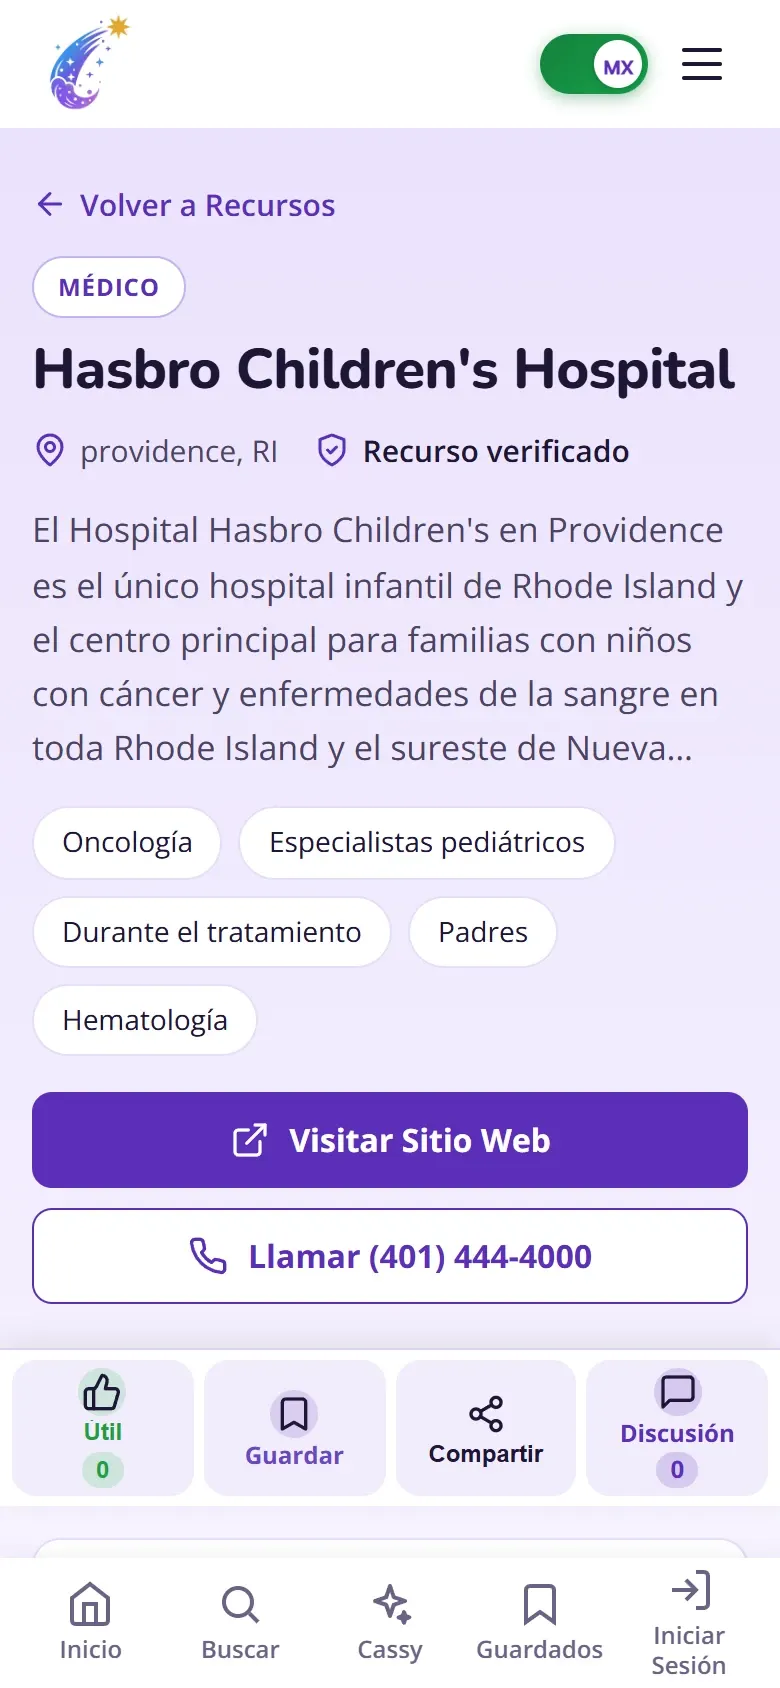 MX
Volver a Recursos
MÉDICO
Hasbro Children's Hospital
providence, RI
Recurso verificado
El Hospital Hasbro Children's en Providence
es el único hospital infantil de Rhode Island y
el centro principal para familias con niños
con cáncer y enfermedades de la sangre en
toda Rhode Island y el sureste de Nueva...
Oncología
Especialistas pediátricos
Durante el tratamiento
Padres
Hematología
Visitar Sitio Web
Llamar (401) 444-4000
Útil
0
Guardar
Compartir
Discusión
0
Inicio
Buscar
Cassy
Guardados
Iniciar
Sesión